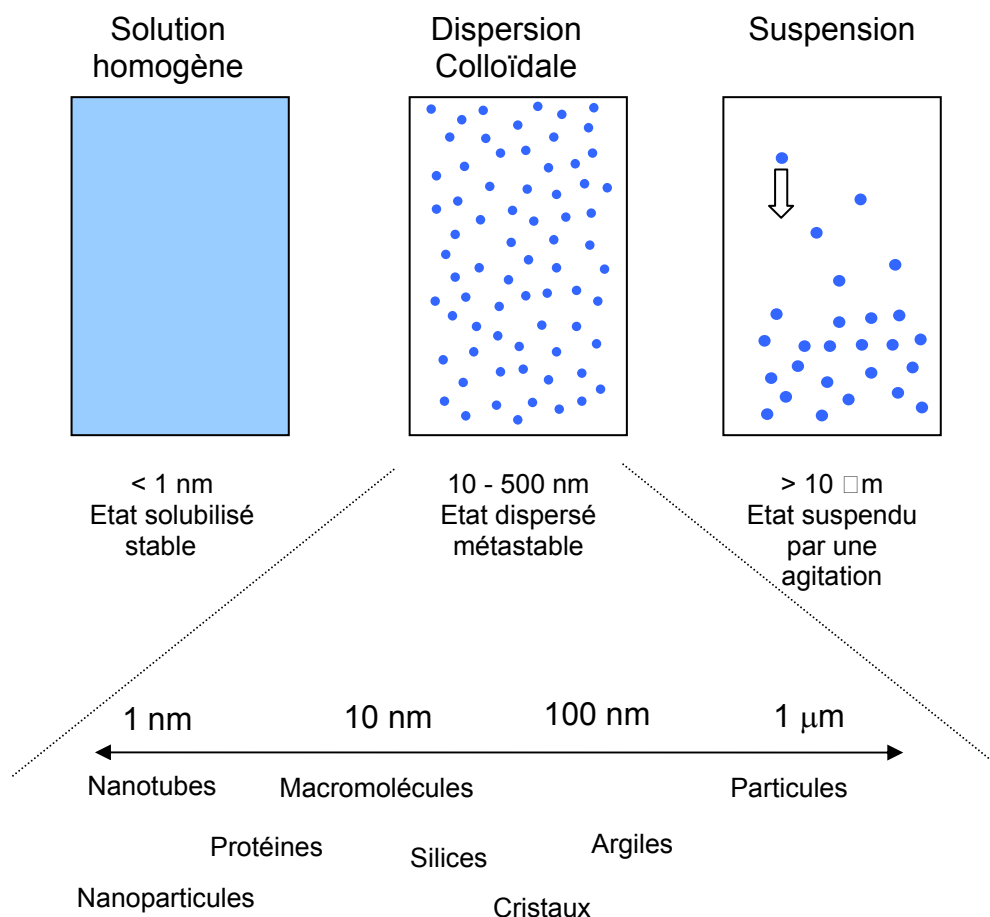 Solution
homogène
Dispersion
Colloïdale
Suspension
< 1 nm
Etat solubilisé
stable
10 - 500 nm
Etat dispersé
métastable
> 10 □m
Etat suspendu
par une
agitation
1 nm
10 nm
100 nm
1 μm
Nanotubes
Macromolécules
Particules
Protéines
Silices
Argiles
Nanoparticules
Cristaux